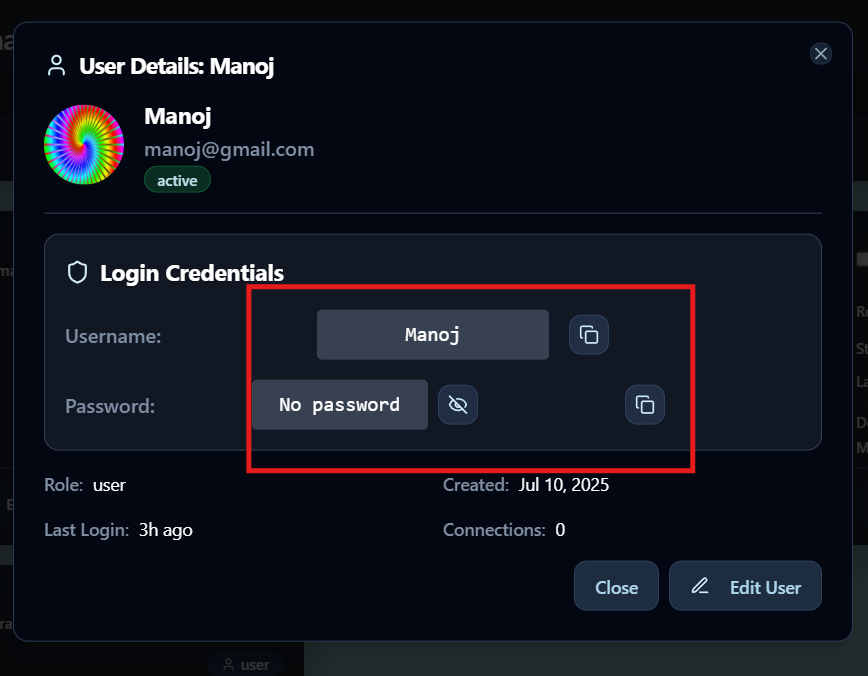 User Details: Manoj
Manoj
manoj@gmail.com
active
Login Credentials
Username: Manoj
Password: No password
Role: user Created: Jul 10, 2025
Last Login: 3h ago Connections: 0
Close Edit User
user